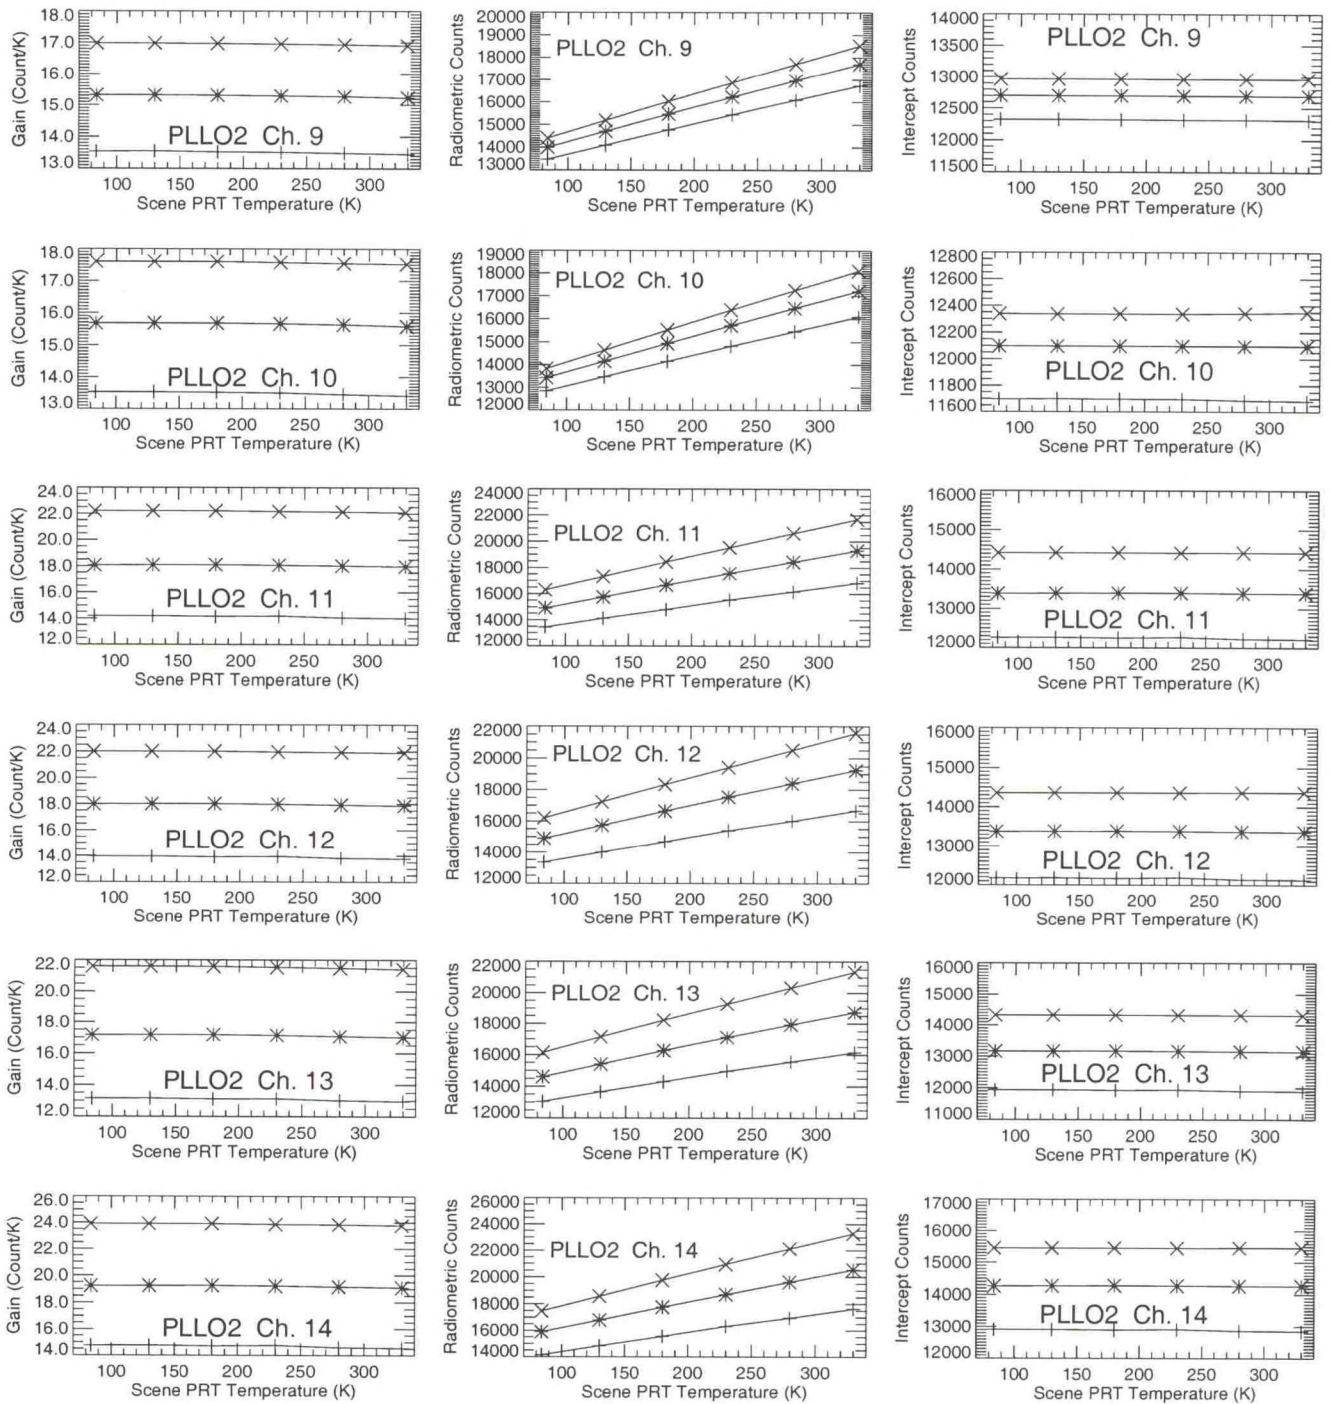 18.0
17.0
16.0
15.0
14.0
13.0
Gain (Count/K)
PLLO2 Ch. 9
100 150 200 250 300
Scene PRT Temperature (K)
20000
19000
18000
17000
16000
15000
14000
13000
Radiometric Counts
PLLO2 Ch. 9
100 150 200 250 300
Scene PRT Temperature (K)
14000
13500
13000
12500
12000
11500
Intercept Counts
PLLO2 Ch. 9
100 150 200 250 300
Scene PRT Temperature (K)
18.0
17.0
16.0
15.0
14.0
13.0
Gain (Count/K)
PLLO2 Ch. 10
100 150 200 250 300
Scene PRT Temperature (K)
19000
18000
17000
16000
15000
14000
13000
12000
Radiometric Counts
PLLO2 Ch. 10
100 150 200 250 300
Scene PRT Temperature (K)
12800
12600
12400
12200
12000
11800
11600
Intercept Counts
PLLO2 Ch. 10
100 150 200 250 300
Scene PRT Temperature (K)
24.0
22.0
20.0
18.0
16.0
14.0
12.0
Gain (Count/K)
PLLO2 Ch. 11
100 150 200 250 300
Scene PRT Temperature (K)
24000
22000
20000
18000
16000
14000
12000
Radiometric Counts
PLLO2 Ch. 11
100 150 200 250 300
Scene PRT Temperature (K)
16000
15000
14000
13000
12000
Intercept Counts
PLLO2 Ch. 11
100 150 200 250 300
Scene PRT Temperature (K)
24.0
22.0
20.0
18.0
16.0
14.0
12.0
Gain (Count/K)
PLLO2 Ch. 12
100 150 200 250 300
Scene PRT Temperature (K)
22000
20000
18000
16000
14000
12000
Radiometric Counts
PLLO2 Ch. 12
100 150 200 250 300
Scene PRT Temperature (K)
16000
15000
14000
13000
12000
Intercept Counts
PLLO2 Ch. 12
100 150 200 250 300
Scene PRT Temperature (K)
22.0
20.0
18.0
16.0
14.0
12.0
Gain (Count/K)
PLLO2 Ch. 13
100 150 200 250 300
Scene PRT Temperature (K)
22000
20000
18000
16000
14000
12000
Radiometric Counts
PLLO2 Ch. 13
100 150 200 250 300
Scene PRT Temperature (K)
16000
15000
14000
13000
12000
11000
Intercept Counts
PLLO2 Ch. 13
100 150 200 250 300
Scene PRT Temperature (K)
26.0
24.0
22.0
20.0
18.0
16.0
14.0
Gain (Count/K)
PLLO2 Ch. 14
100 150 200 250 300
Scene PRT Temperature (K)
26000
24000
22000
20000
18000
16000
14000
Radiometric Counts
PLLO2 Ch. 14
100 150 200 250 300
Scene PRT Temperature (K)
17000
16000
15000
14000
13000
12000
Intercept Counts
PLLO2 Ch. 14
100 150 200 250 300
Scene PRT Temperature (K)